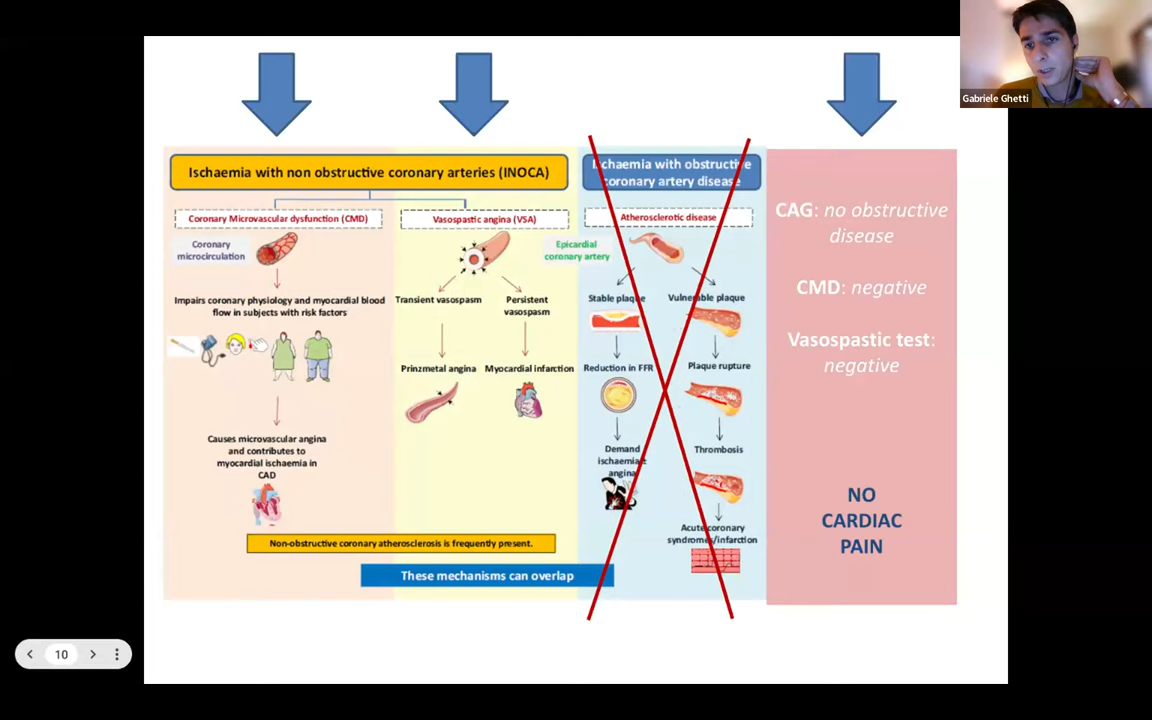 Gabriele Ghetti
Ischaemia with non obstructive coronary arteries (INOCA)
Ischaemia with obstructive
coronary artery disease
Coronary Microvascular dysfunction (CMD)
Vasospastic angina (VSA)
Atherosclerotic disease
Coronary
microcirculation
Epicardial
coronary artery
Impairs coronary physiology and myocardial blood
flow in subjects with risk factors
Transient vasospasm
Persistent
vasospasm
Stable plaque
Vulnerable plaque
Prinzmetal angina
Myocardial infarction
Reduction in FFR
Plaque rupture
Causes microvascular angina
and contributes to
myocardial ischaemia in
CAD
Demand
ischaemia±
angina
Thrombosis
Acute coronary
syndromes/infarction
Non-obstructive coronary atherosclerosis is frequently present.
These mechanisms can overlap
CAG: no obstructive
disease
CMD: negative
Vasospastic test:
negative
NO
CARDIAC
PAIN
10